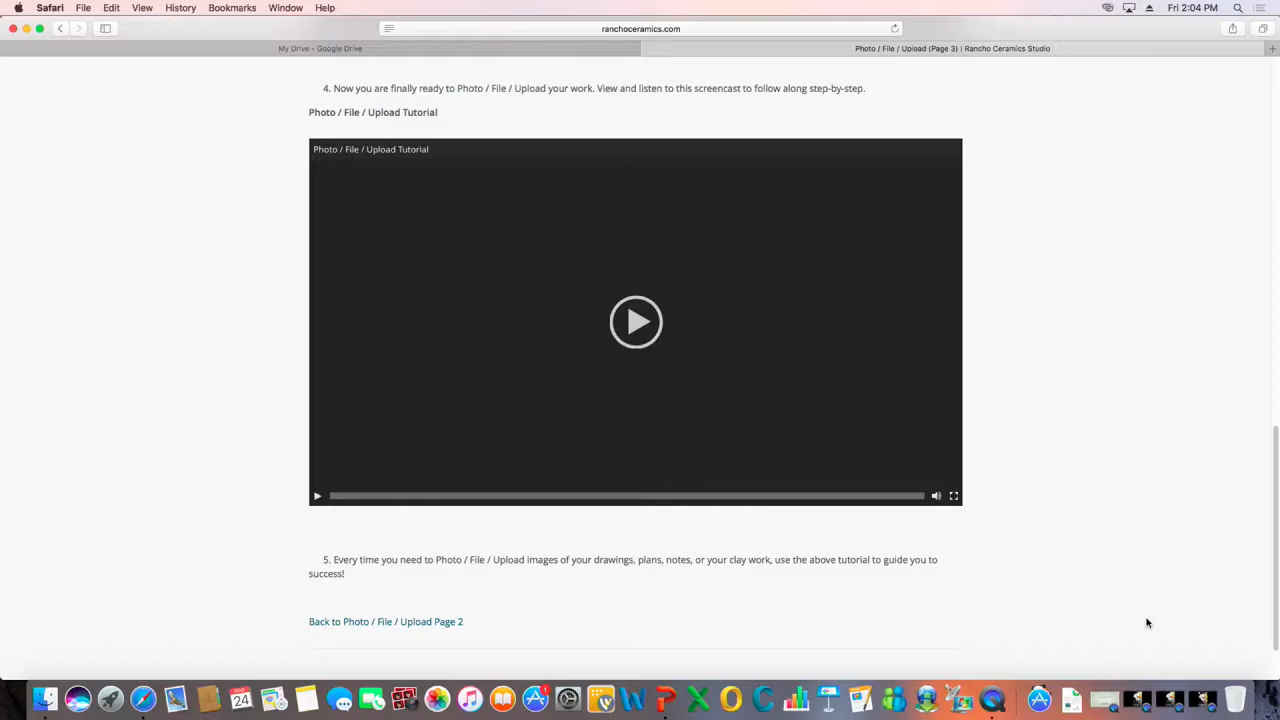 Safari File Edit View History Bookmarks Window Help Fri 2:04 PM
ranchoceramics.com
My Drive - Google Drive Photo / File / Upload (Page 3) | Rancho Ceramics Studio
4. Now you are finally ready to Photo / File / Upload your work. View and listen to this screencast to follow along step-by-step.
Photo / File / Upload Tutorial
Photo / File / Upload Tutorial
5. Every time you need to Photo / File / Upload images of your drawings, plans, notes, or your clay work, use the above tutorial to guide you to
success!
Back to Photo / File / Upload Page 2
MAR
24
1